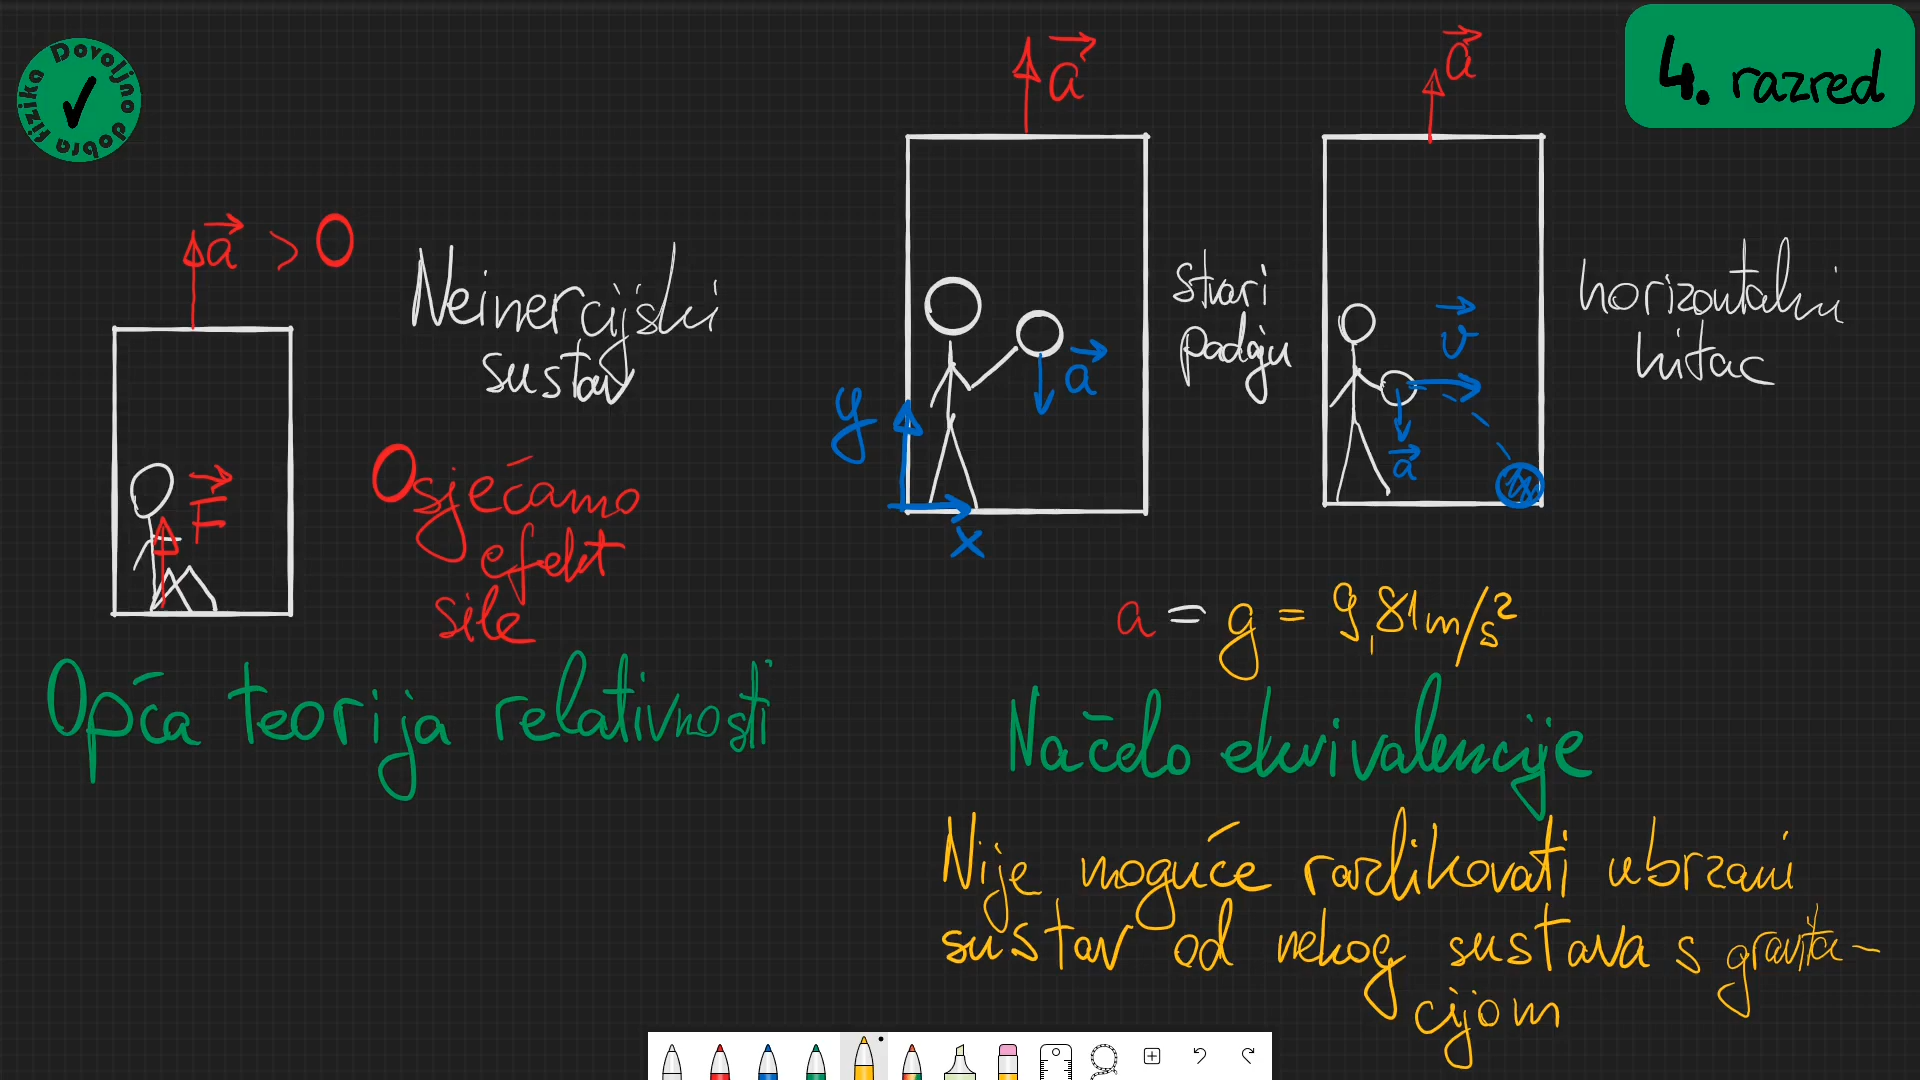 Dovoljno dobra fizika
4. razred
a > 0
Neinercijski
sustav
F
Osjećamo
efekt
sile
Opća teorija relativnosti
a
stvari
padaju
a
y
x
a
horizontalni
hitac
v
a
a = g = 9,81 m/s²
Načelo ekvivalencije
Nije moguće razlikovati ubrzani
sustav od nekog sustava s gravita-
cijom